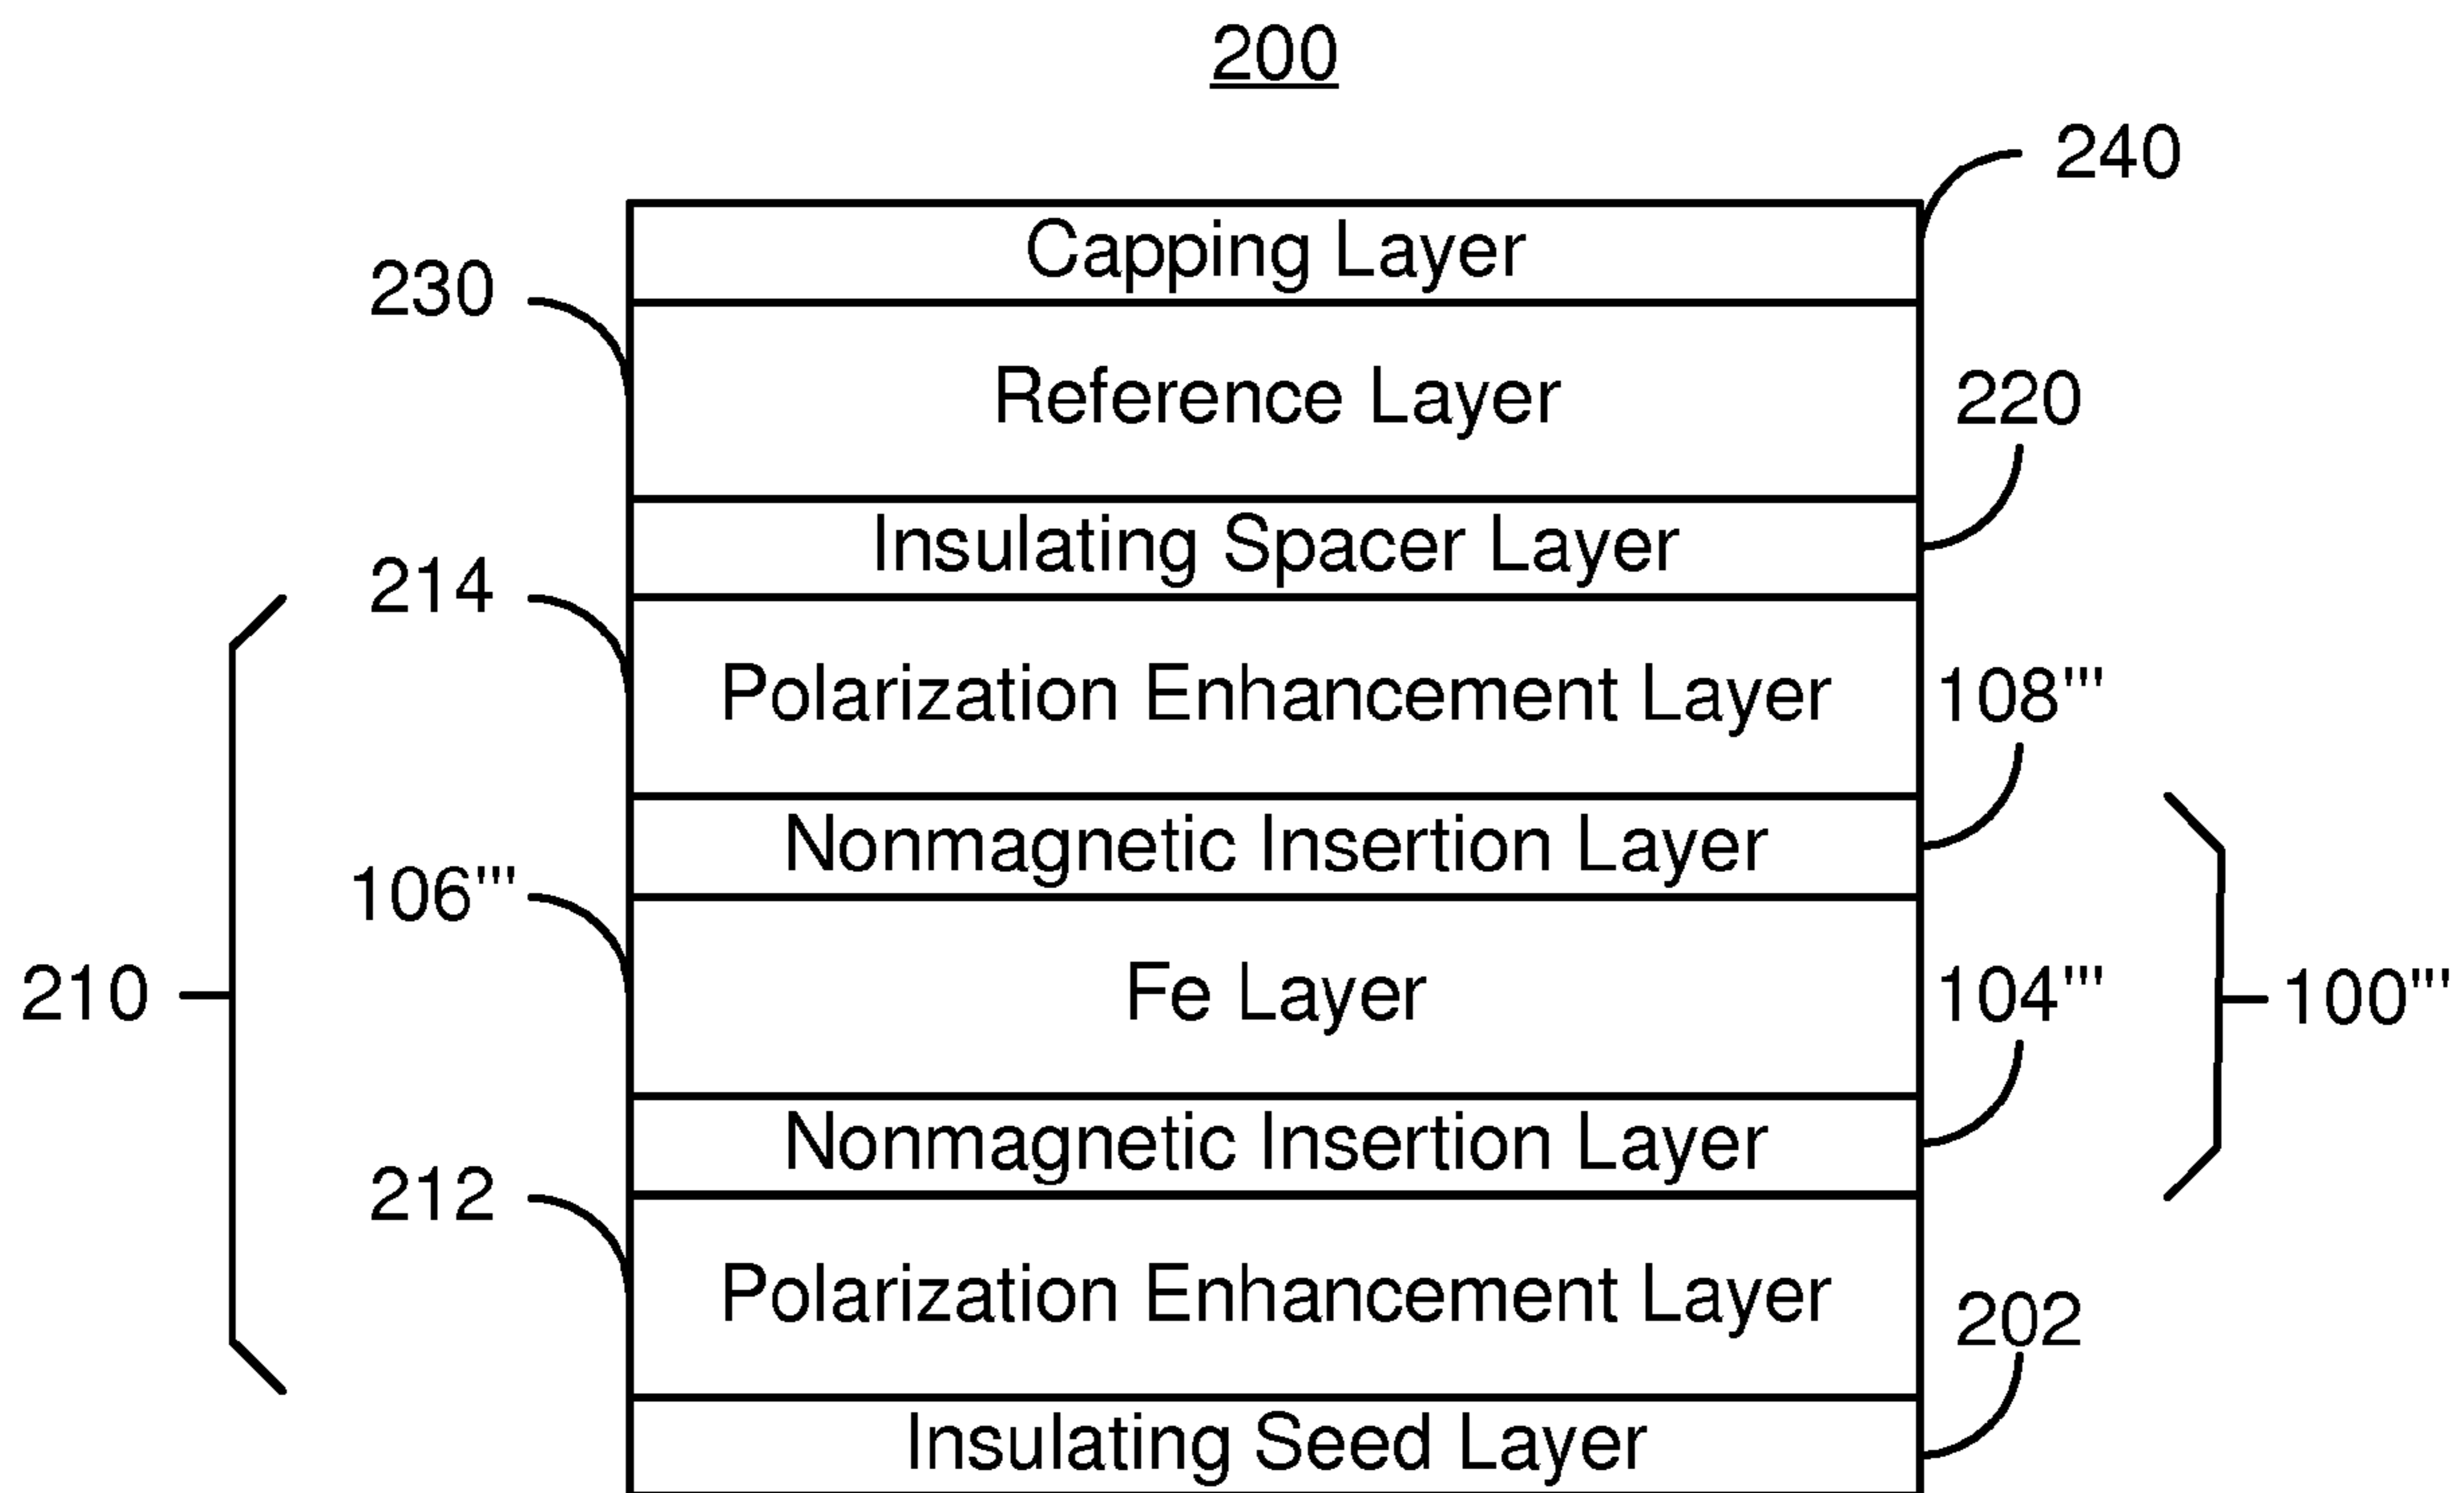 200
240
Capping Layer
230
Reference Layer
220
Insulating Spacer Layer
214
Polarization Enhancement Layer
108''''
Nonmagnetic Insertion Layer
106''''
Fe Layer
210
104''''
100'''
Nonmagnetic Insertion Layer
212
Polarization Enhancement Layer
202
Insulating Seed Layer